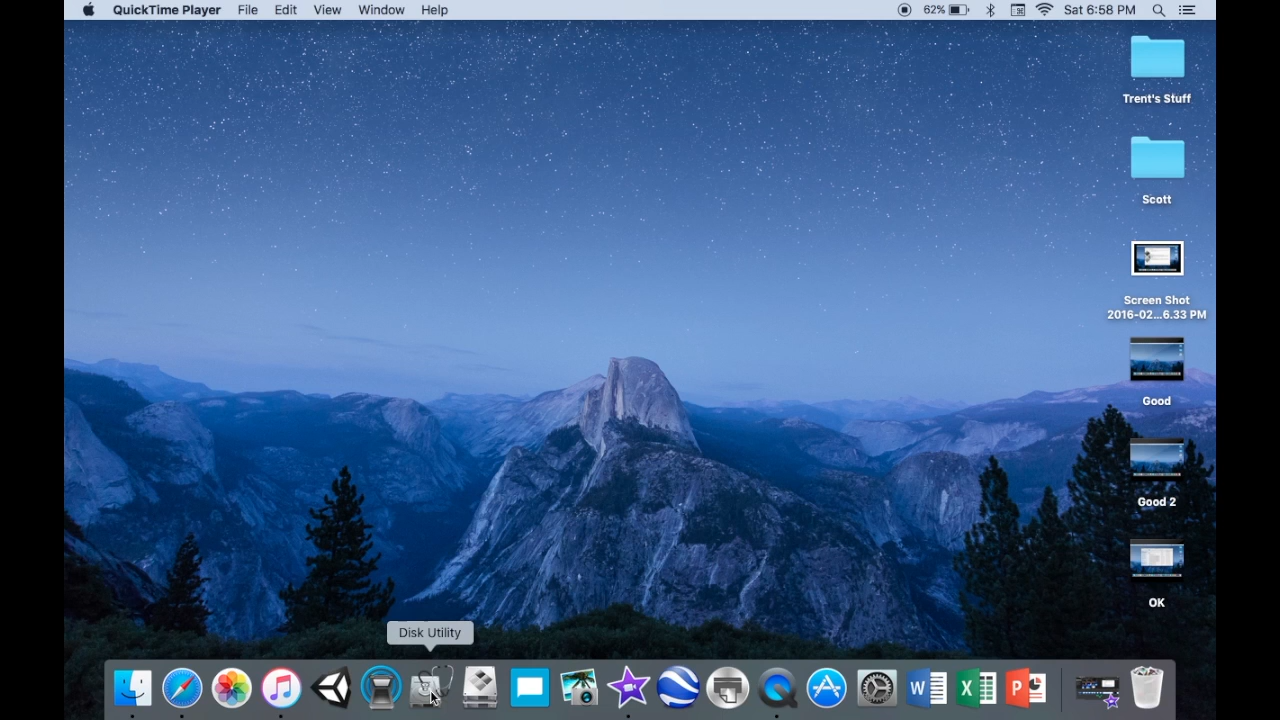 QuickTime Player File Edit View Window Help 62% Sat 6:58 PM
Trent's Stuff
Scott
Screen Shot
2016-02...6.33 PM
Good
Good 2
OK
Disk Utility
W X P